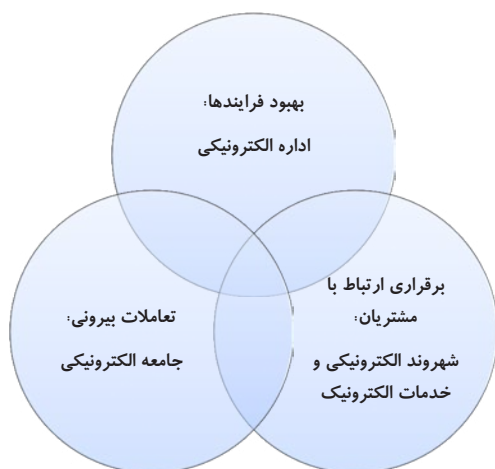 بهبود فرایندها:
اداره الکترونیکی
برقراری ارتباط با
مشتریان:
شهروند الکترونیکی و
خدمات الکترونیک
تعاملات بیرونی:
جامعه الکترونیکی